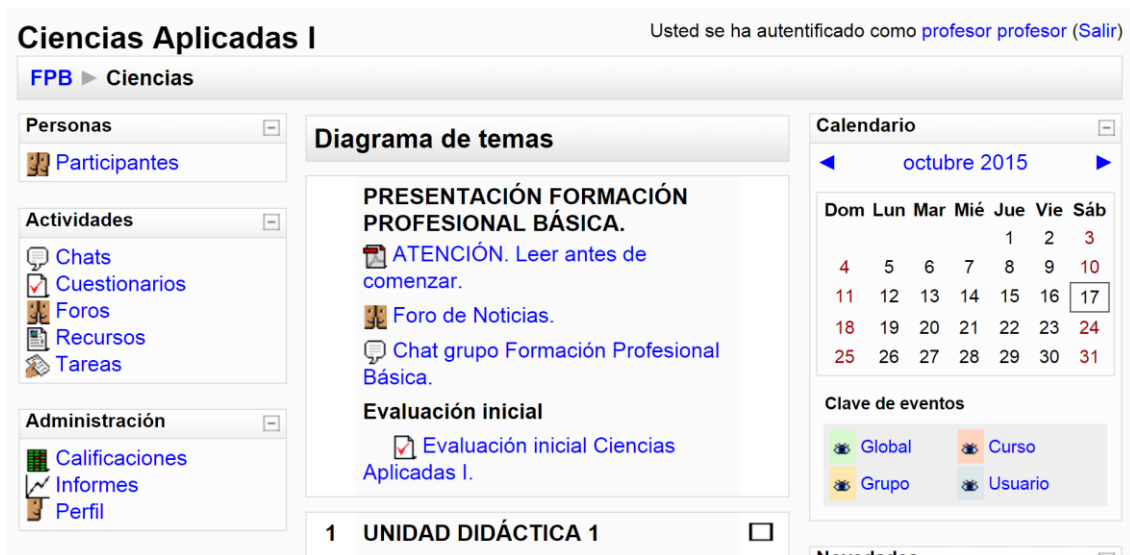 Ciencias Aplicadas I
Usted se ha autentificado como profesor profesor (Salir)
FPB ► Ciencias
Personas
Participantes
Actividades
Chats
Cuestionarios
Foros
Recursos
Tareas
Administración
Calificaciones
Informes
Perfil
Diagrama de temas
PRESENTACIÓN FORMACIÓN
PROFESIONAL BÁSICA.
ATENCIÓN. Leer antes de
comenzar.
Foro de Noticias.
Chat grupo Formación Profesional
Básica.
Evaluación inicial
Evaluación inicial Ciencias
Aplicadas I.
1 UNIDAD DIDÁCTICA 1
Calendario
◄ octubre 2015 ►
Dom Lun Mar Mié Jue Vie Sáb
1 2 3
4 5 6 7 8 9 10
11 12 13 14 15 16 17
18 19 20 21 22 23 24
25 26 27 28 29 30 31
Clave de eventos
Global Curso
Grupo Usuario
Novedades